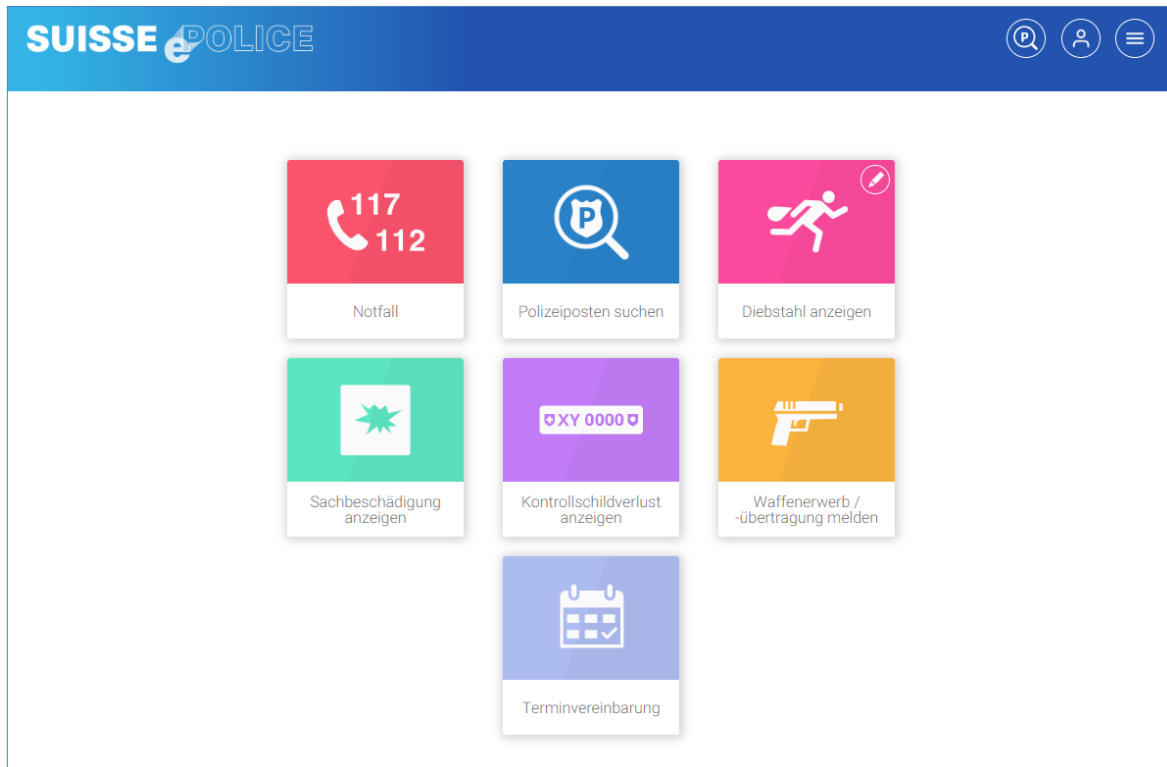 SUISSE ePOLICE
P
117
112
P
Notfall
Polizeiposten suchen
Diebstahl anzeigen
XY 0000
Sachbeschädigung
anzeigen
Kontrollschildverlust
anzeigen
Waffenerwerb /
-übertragung melden
Terminvereinbarung